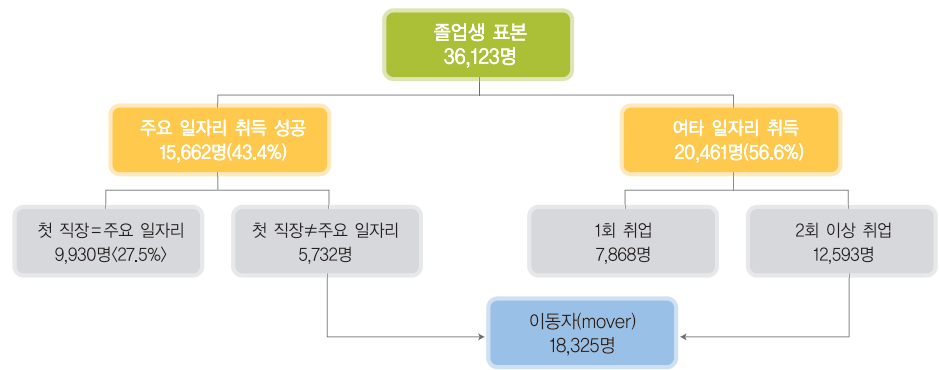 졸업생 표본
36,123명
주요 일자리 취득 성공
15,662명(43.4%)
여타 일자리 취득
20,461명(56.6%)
첫 직장=주요 일자리
9,930명〈27.5%〉
첫 직장≠주요 일자리
5,732명
1회 취업
7,868명
2회 이상 취업
12,593명
이동자(mover)
18,325명